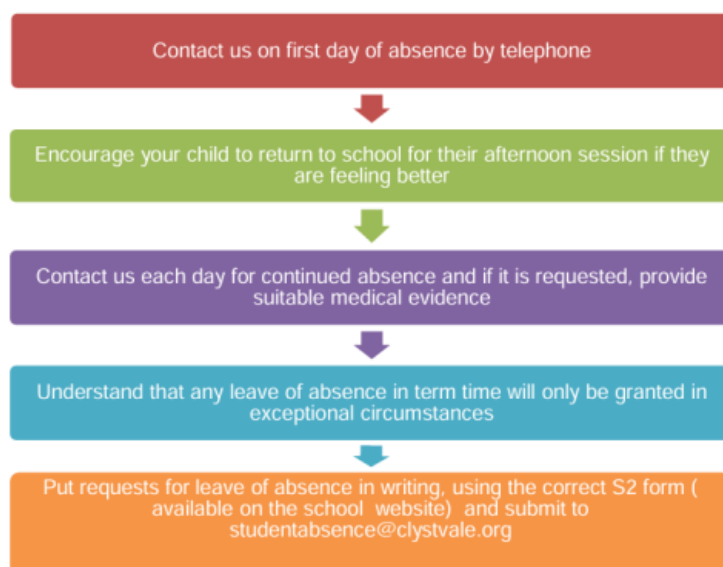 Contact us on first day of absence by telephone
Encourage your child to return to school for their afternoon session if they
are feeling better
Contact us each day for continued absence and if it is requested, provide
suitable medical evidence
Understand that any leave of absence in term time will only be granted in
exceptional circumstances
Put requests for leave of absence in writing, using the correct S2 form (
available on the school  website)  and submit to
studentabsence@clystvale.org